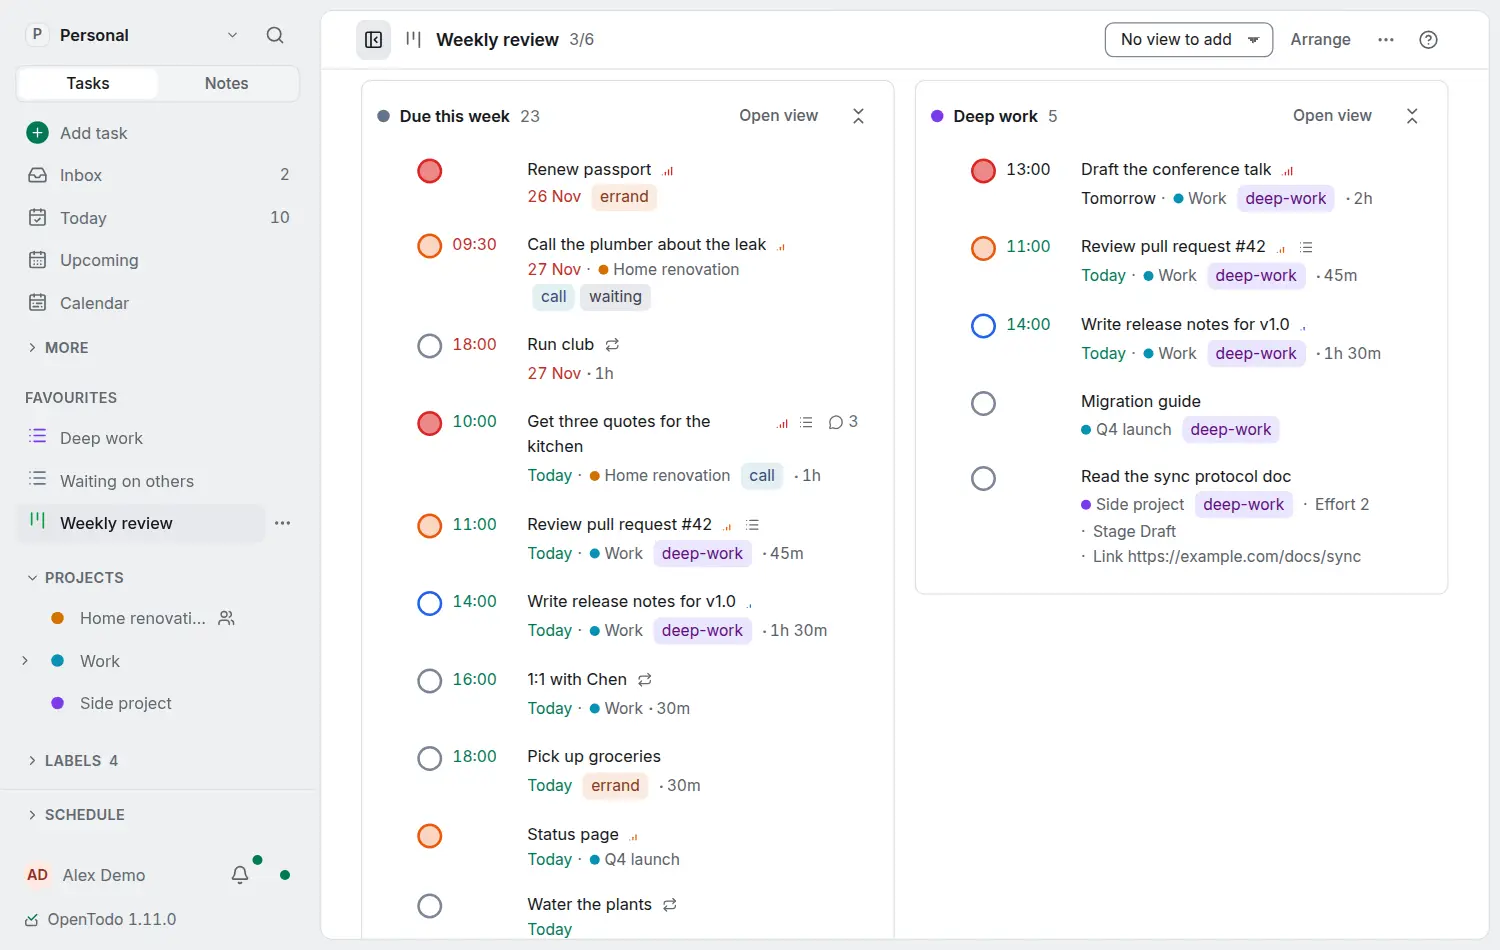 P Personal
Tasks Notes
Add task
Inbox 2
Today 10
Upcoming
Calendar
MORE
FAVOURITES
Deep work
Waiting on others
Weekly review
PROJECTS
Home renovati...
Work
Side project
LABELS 4
SCHEDULE
AD Alex Demo
OpenTodo 1.11.0
Weekly review 3/6
No view to add Arrange
Due this week 23 Open view
Renew passport
26 Nov errand
09:30 Call the plumber about the leak
27 Nov · Home renovation
call waiting
18:00 Run club
27 Nov · 1h
10:00 Get three quotes for the 3
kitchen
Today · Home renovation call · 1h
11:00 Review pull request #42
Today · Work deep-work · 45m
14:00 Write release notes for v1.0
Today · Work deep-work · 1h 30m
16:00 1:1 with Chen
Today · Work · 30m
18:00 Pick up groceries
Today errand · 30m
Status page
Today · Q4 launch
Water the plants
Today
Deep work 5 Open view
13:00 Draft the conference talk
Tomorrow · Work deep-work · 2h
11:00 Review pull request #42
Today · Work deep-work · 45m
14:00 Write release notes for v1.0
Today · Work deep-work · 1h 30m
Migration guide
Q4 launch deep-work
Read the sync protocol doc
Side project deep-work · Effort 2
· Stage Draft
· Link https://example.com/docs/sync